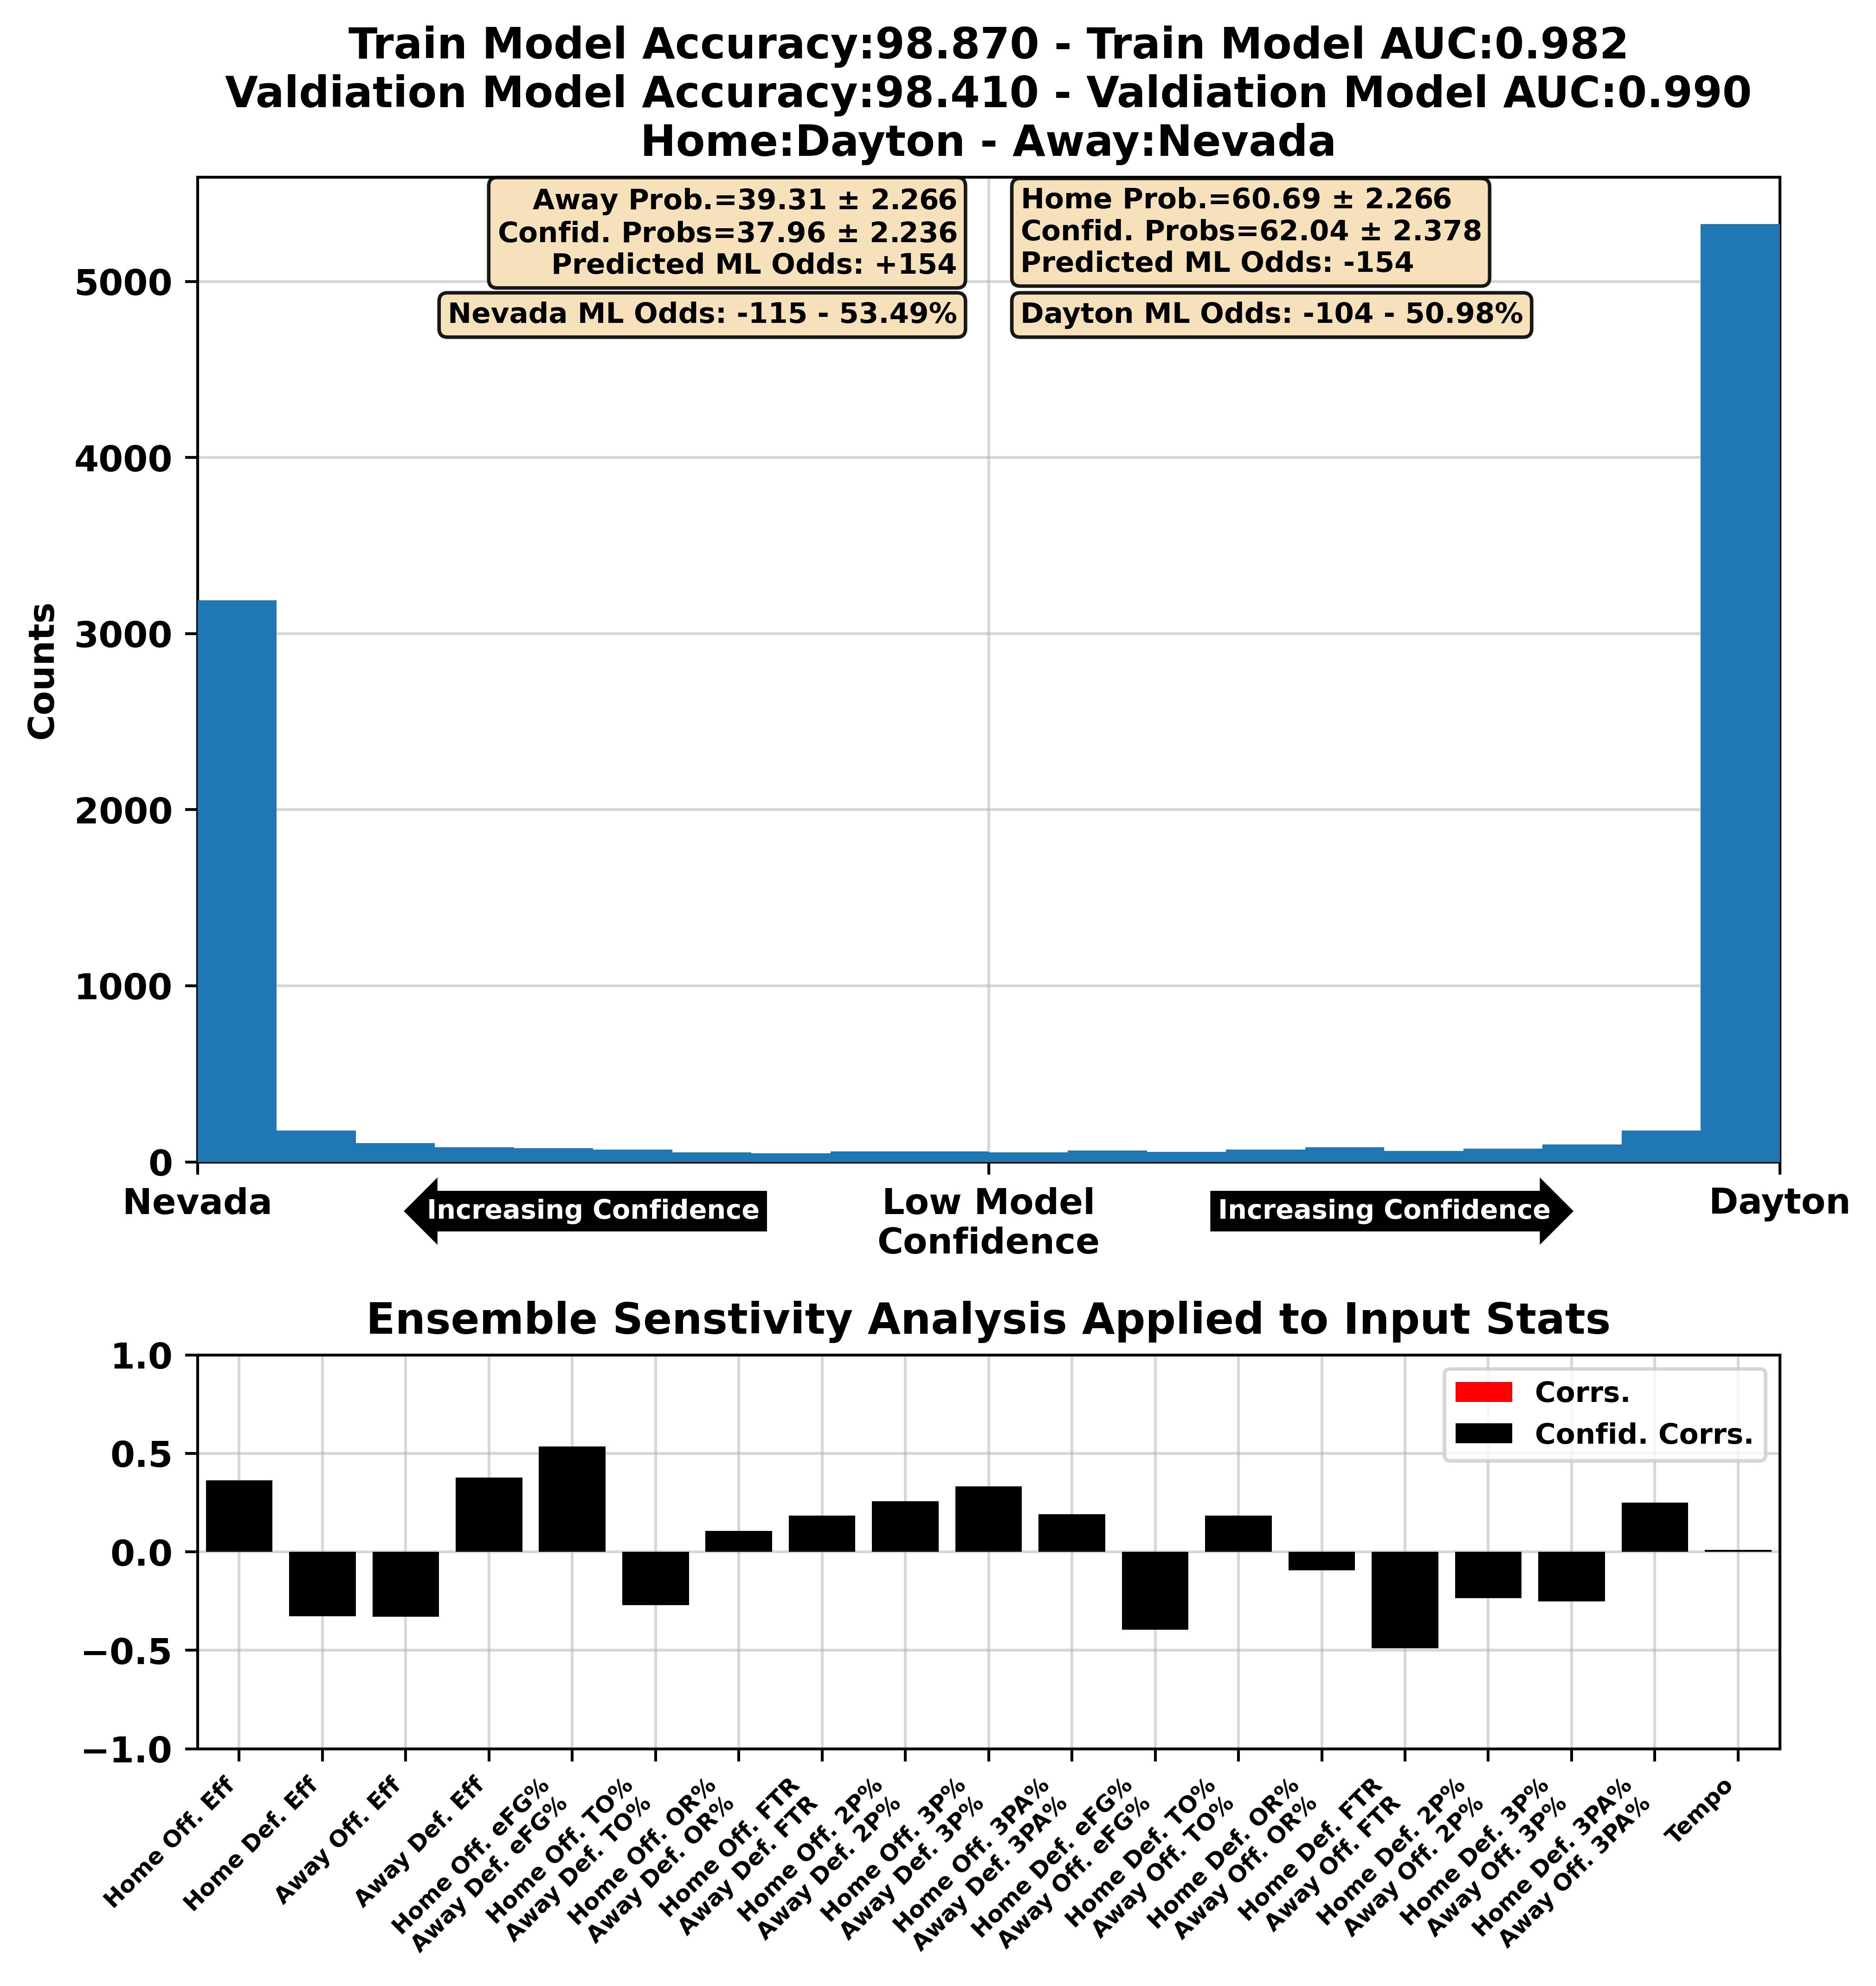 Train Model Accuracy:98.870 - Train Model AUC:0.982
Valdiation Model Accuracy:98.410 - Valdiation Model AUC:0.990
Home:Dayton - Away:Nevada
Away Prob.=39.31 ± 2.266
Confid. Probs=37.96 ± 2.236
Predicted ML Odds: +154
Nevada ML Odds: -115 - 53.49%
Home Prob.=60.69 ± 2.266
Confid. Probs=62.04 ± 2.378
Predicted ML Odds: -154
Dayton ML Odds: -104 - 50.98%
Counts
5000
4000
3000
2000
1000
0
Nevada
Increasing Confidence
Low Model
Confidence
Increasing Confidence
Dayton
Ensemble Senstivity Analysis Applied to Input Stats
1.0
0.5
0.0
−0.5
−1.0
Corrs.
Confid. Corrs.
Home Off. Eff
Home Def. Eff
Away Off. Eff
Away Def. Eff
Home Off. eFG%
Away Def. eFG%
Home Off. TO%
Away Def. TO%
Home Off. OR%
Away Def. OR%
Home Off. FTR
Away Def. FTR
Home Off. 2P%
Away Def. 2P%
Home Off. 3P%
Away Def. 3P%
Home Off. 3PA%
Away Def. 3PA%
Home Def. eFG%
Away Off. eFG%
Home Def. TO%
Away Off. TO%
Home Def. OR%
Away Off. OR%
Home Def. FTR
Away Off. FTR
Home Def. 2P%
Away Off. 2P%
Home Def. 3P%
Away Off. 3P%
Home Def. 3PA%
Away Off. 3PA%
Tempo